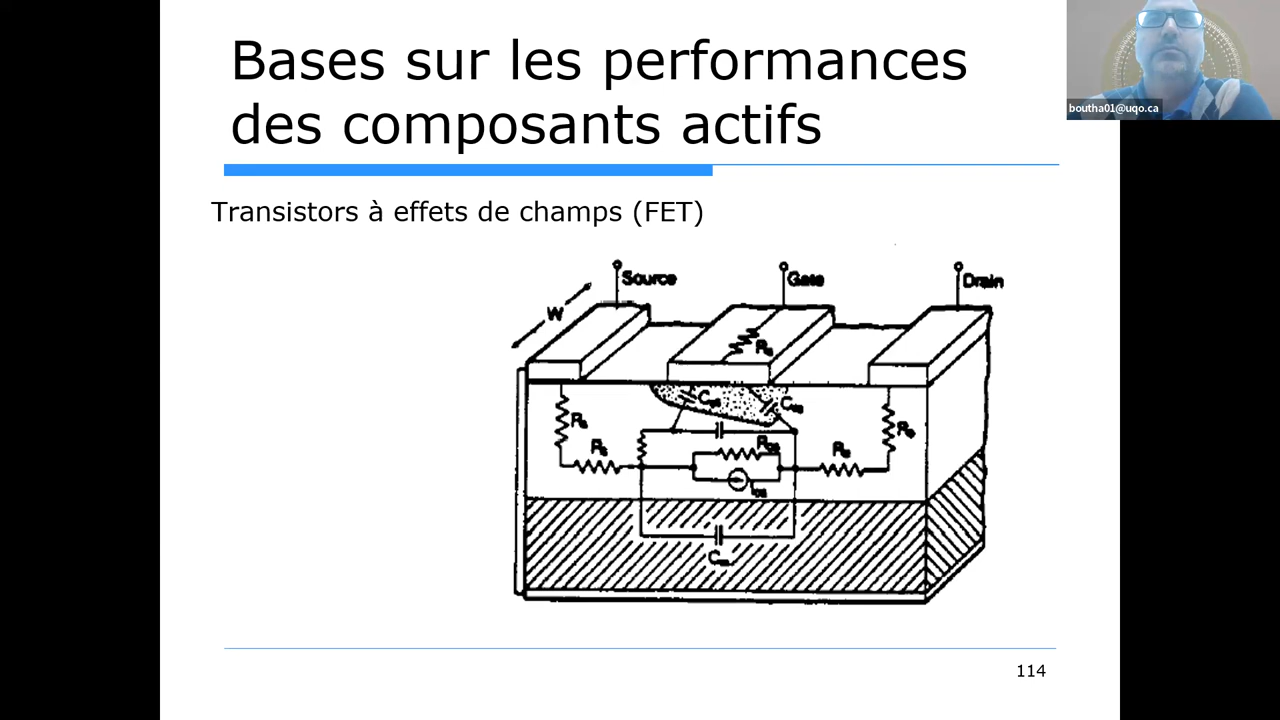 Bases sur les performances
des composants actifs
boutha01@uqo.ca
Transistors à effets de champs (FET)
Source
Gate
Drain
W
114